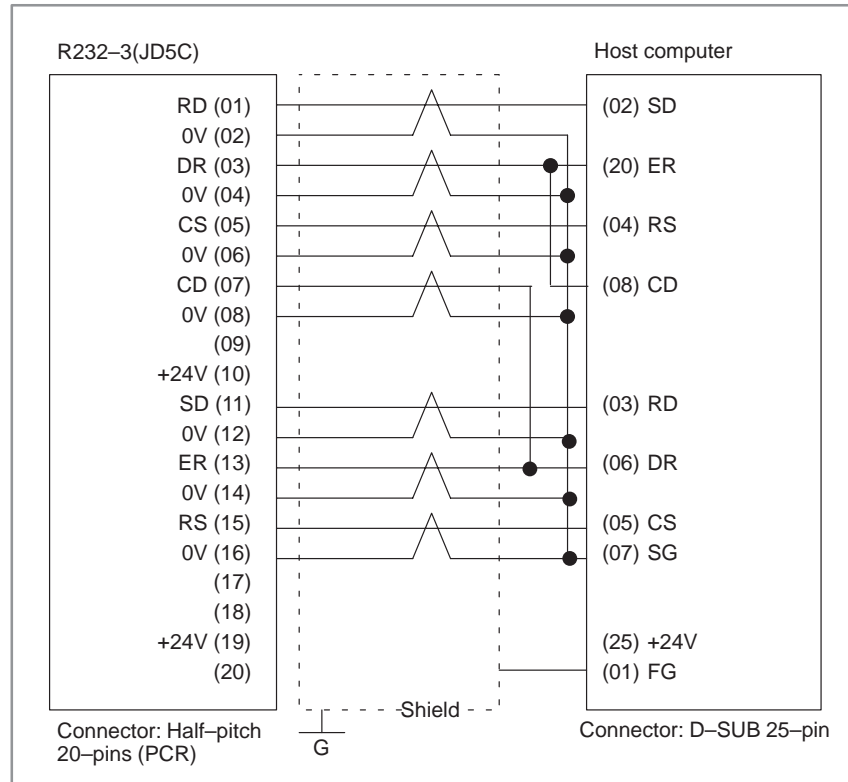 R232–3(JD5C)
Host computer
RD (01)
0V (02)
DR (03)
0V (04)
CS (05)
0V (06)
CD (07)
0V (08)
(09)
+24V (10)
SD (11)
0V (12)
ER (13)
0V (14)
RS (15)
0V (16)
(17)
(18)
+24V (19)
(20)
(02) SD
(20) ER
(04) RS
(08) CD
(03) RD
(06) DR
(05) CS
(07) SG
(25) +24V
(01) FG
Shield
G
Connector: Half–pitch
20–pins (PCR)
Connector: D–SUB 25–pin